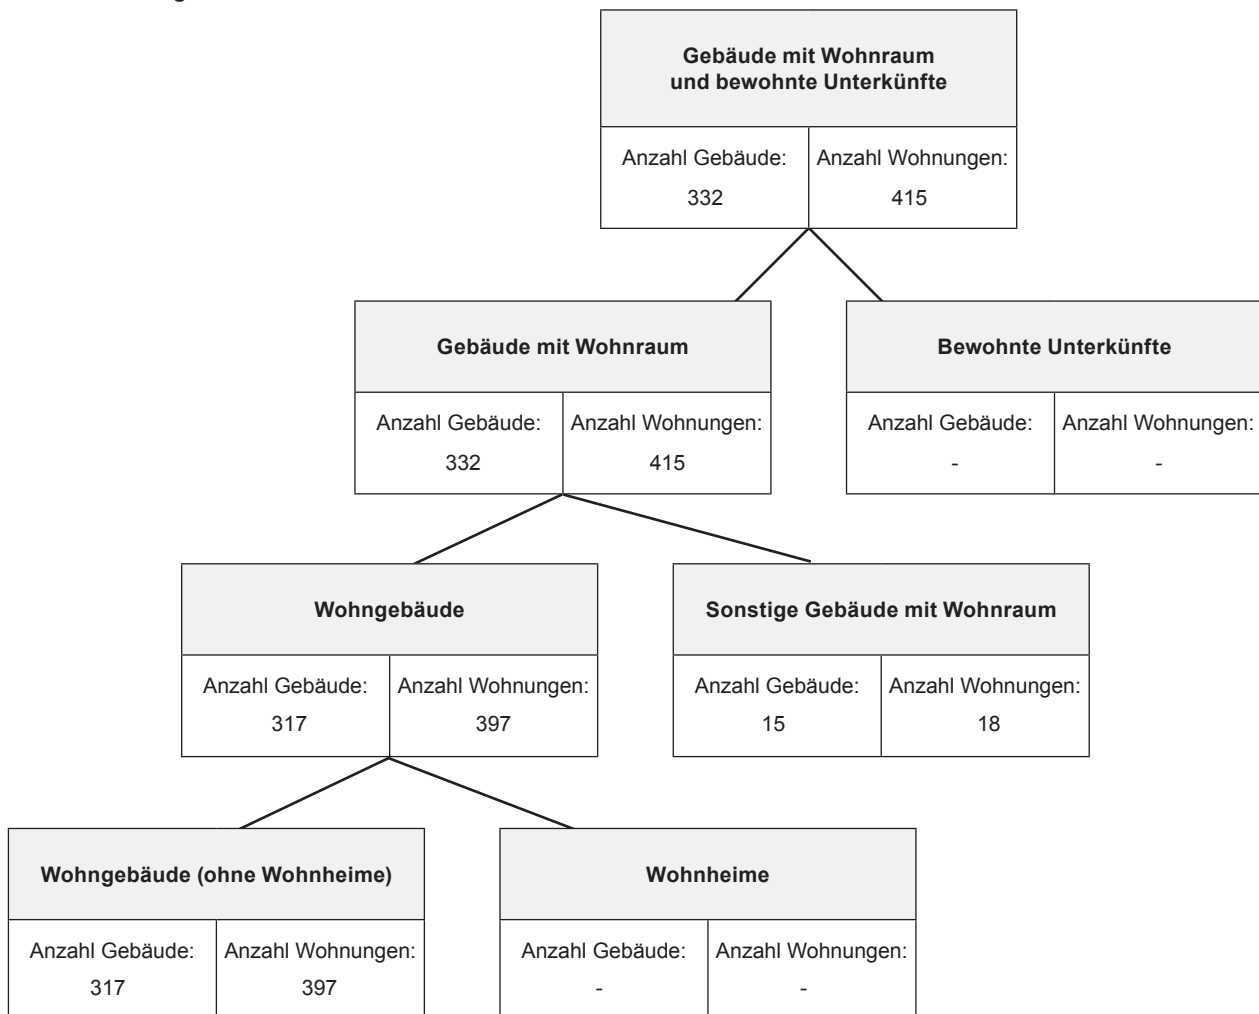 Gebäude mit Wohnraum
und bewohnte Unterkünfte
Anzahl Gebäude: Anzahl Wohnungen:
332 415
Gebäude mit Wohnraum
Anzahl Gebäude: Anzahl Wohnungen:
332 415
Bewohnte Unterkünfte
Anzahl Gebäude: Anzahl Wohnungen:
- -
Wohngebäude
Anzahl Gebäude: Anzahl Wohnungen:
317 397
Sonstige Gebäude mit Wohnraum
Anzahl Gebäude: Anzahl Wohnungen:
15 18
Wohngebäude (ohne Wohnheime)
Anzahl Gebäude: Anzahl Wohnungen:
317 397
Wohnheime
Anzahl Gebäude: Anzahl Wohnungen:
- -